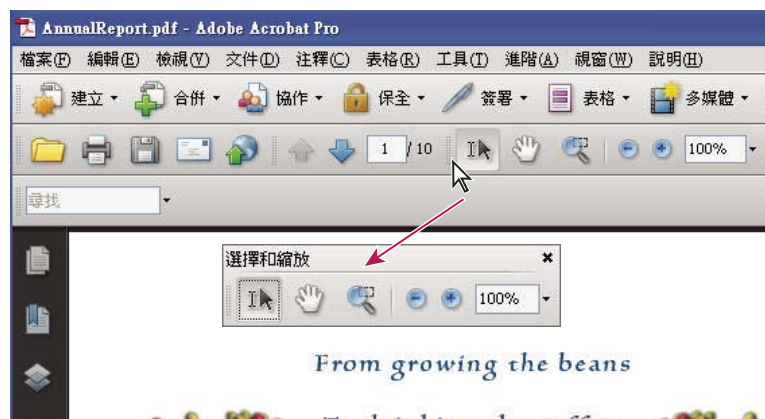 AnnualReport.pdf - Adobe Acrobat Pro
檔案(F) 編輯(E) 檢視(V) 文件(D) 注釋(C) 表格(R) 工具(T) 進階(A) 視窗(W) 說明(H)
建立 合併 協作 保全 簽署 表格 多媒體
1 / 10 100%
尋找
選擇和縮放
100%
From growing the beans